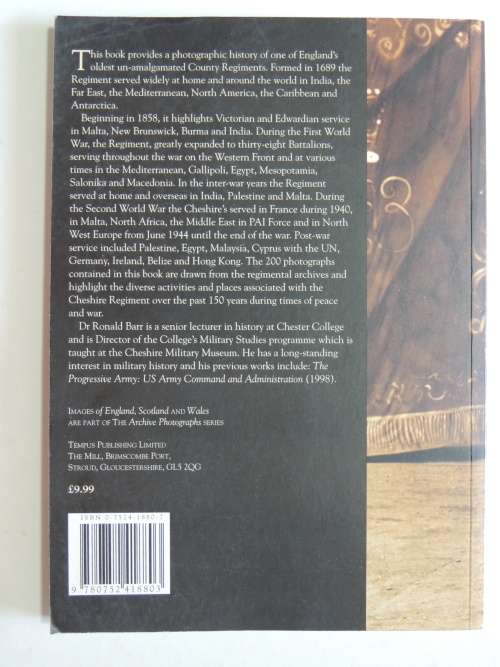 This book provides a photographic history of one of England's
oldest un-amalgamated County Regiments. Formed in 1689 the
Regiment served widely at home and around the world in India, the
Far East, the Mediterranean, North America, the Caribbean and
Antarctica.
Beginning in 1858, it highlights Victorian and Edwardian service
in Malta, New Brunswick, Burma and India. During the First World
War, the Regiment, greatly expanded to thirty-eight Battalions,
serving throughout the war on the Western Front and at various
times in the Mediterranean, Gallipoli, Egypt, Mesopotamia,
Salonika and Macedonia. In the inter-war years the Regiment
served at home and overseas in India, Palestine and Malta. During
the Second World War the Cheshire's served in France during 1940,
in Malta, North Africa, the Middle East in PAI Force and in North
West Europe from June 1944 until the end of the war. Post-war
service included Palestine, Egypt, Malaysia, Cyprus with the UN,
Germany, Ireland, Belize and Hong Kong. The 200 photographs
contained in this book are drawn from the regimental archives and
highlight the diverse activities and places associated with the
Cheshire Regiment over the past 150 years during times of peace
and war.
Dr Ronald Barr is a senior lecturer in history at Chester College
and is Director of the College's Military Studies programme which is
taught at the Cheshire Military Museum. He has a long-standing
interest in military history and his previous works include: The
Progressive Army: US Army Command and Administration (1998).
IMAGES of England, Scotland AND Wales
ARE PART OF THE Archive Photographs SERIES
TEMPUS PUBLISHING LIMITED
THE MILL, BRIMSCOMBE PORT,
STROUD, GLOUCESTERSHIRE, GL5 2QG
£9.99
ISBN 0-7524-1880-7
9 780752 418803